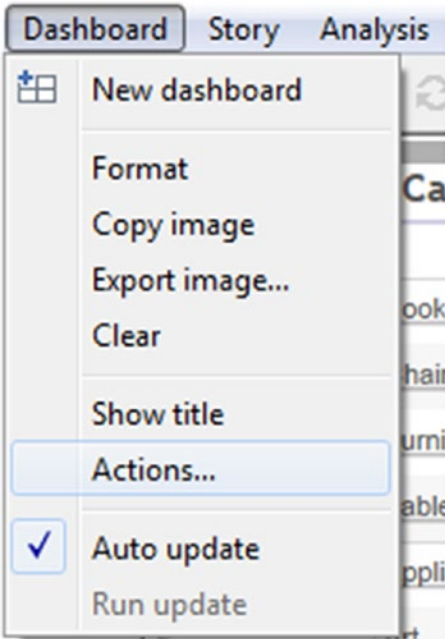 Dashboard Story Analysis
New dashboard
Format
Copy image
Export image...
Clear
Show title
Actions...
Auto update
Run update